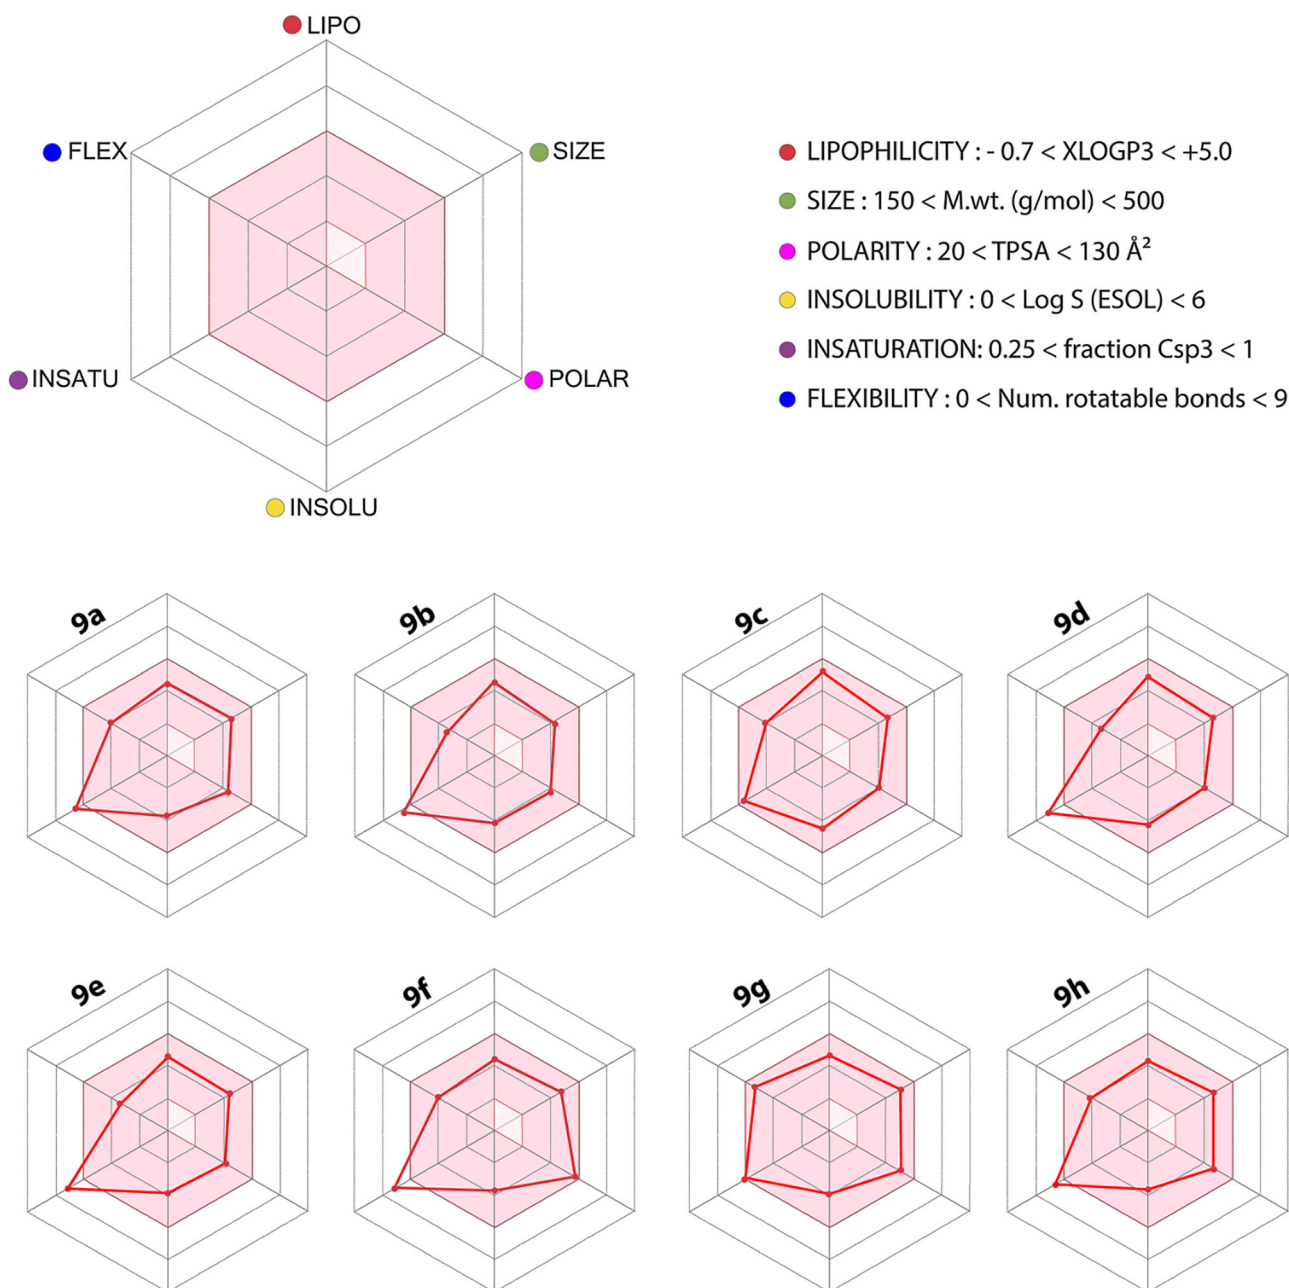 LIPO
FLEX
SIZE
INSATU
POLAR
INSOLU
LIPOPHILICITY : - 0.7 < XLOGP3 < +5.0
SIZE : 150 < M.wt. (g/mol) < 500
POLARITY : 20 < TPSA < 130 Å²
INSOLUBILITY : 0 < Log S (ESOL) < 6
INSATURATION: 0.25 < fraction Csp3 < 1
FLEXIBILITY : 0 < Num. rotatable bonds < 9
9a
9b
9c
9d
9e
9f
9g
9h